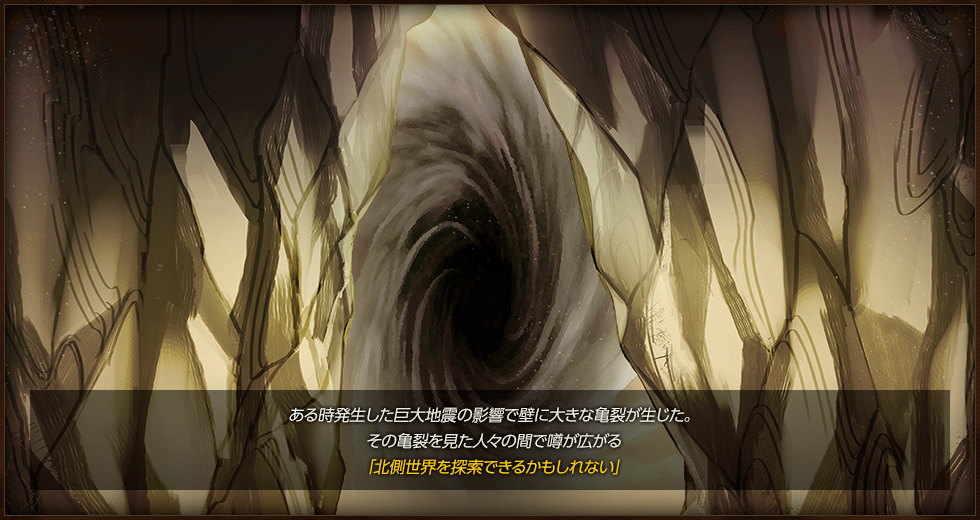 ある時発生した巨大地震の影響で壁に大きな亀裂が生じた。
その亀裂を見た人々の間で噂が広がる
「北側世界を探索できるかもしれない」